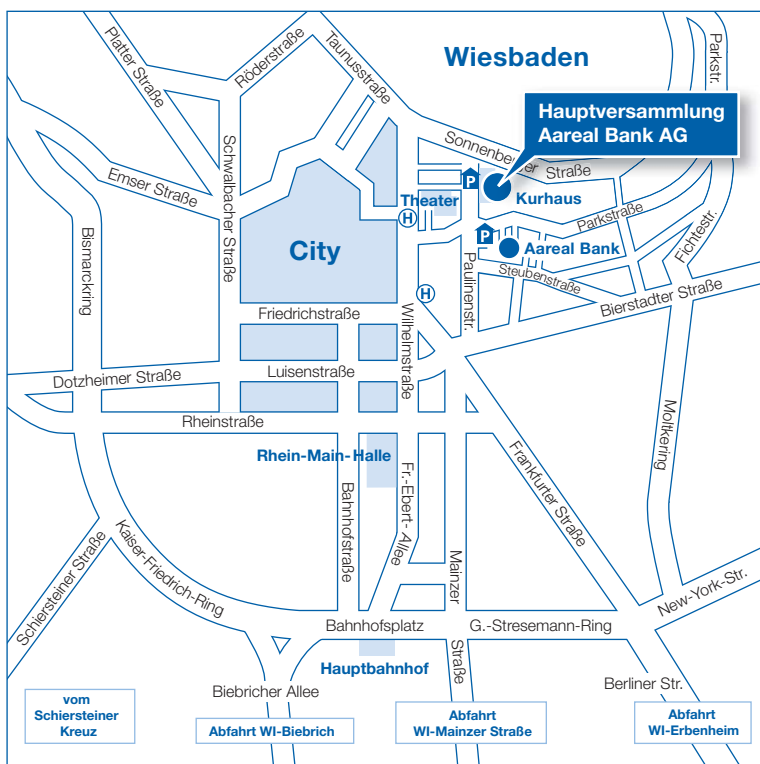 Wiesbaden
Hauptversammlung
Aareal Bank AG
Platter Straße
Röderstraße
Taunusstraße
Parkstr.
Sonnenberger Straße
Emser Straße
Schwalbacher Straße
P
Theater
Kurhaus
Parkstraße
H
P
Aareal Bank
Fichtestr.
City
Bismarckring
Steubenstraße
Paulinenstr.
Bierstadter Straße
H
Friedrichstraße
Wilhelmstraße
Luisenstraße
Dotzheimer Straße
Rheinstraße
Moltkering
Rhein-Main-Halle
Frankfurter Straße
Bahnhofstraße
Fr.-Ebert-Allee
Mainzer
Straße
Kaiser-Friedrich-Ring
Schiersteiner Straße
New-York-Str.
Bahnhofsplatz
G.-Stresemann-Ring
Hauptbahnhof
Biebricher Allee
Berliner Str.
vom
Schiersteiner
Kreuz
Abfahrt WI-Biebrich
Abfahrt
WI-Mainzer Straße
Abfahrt
WI-Erbenheim